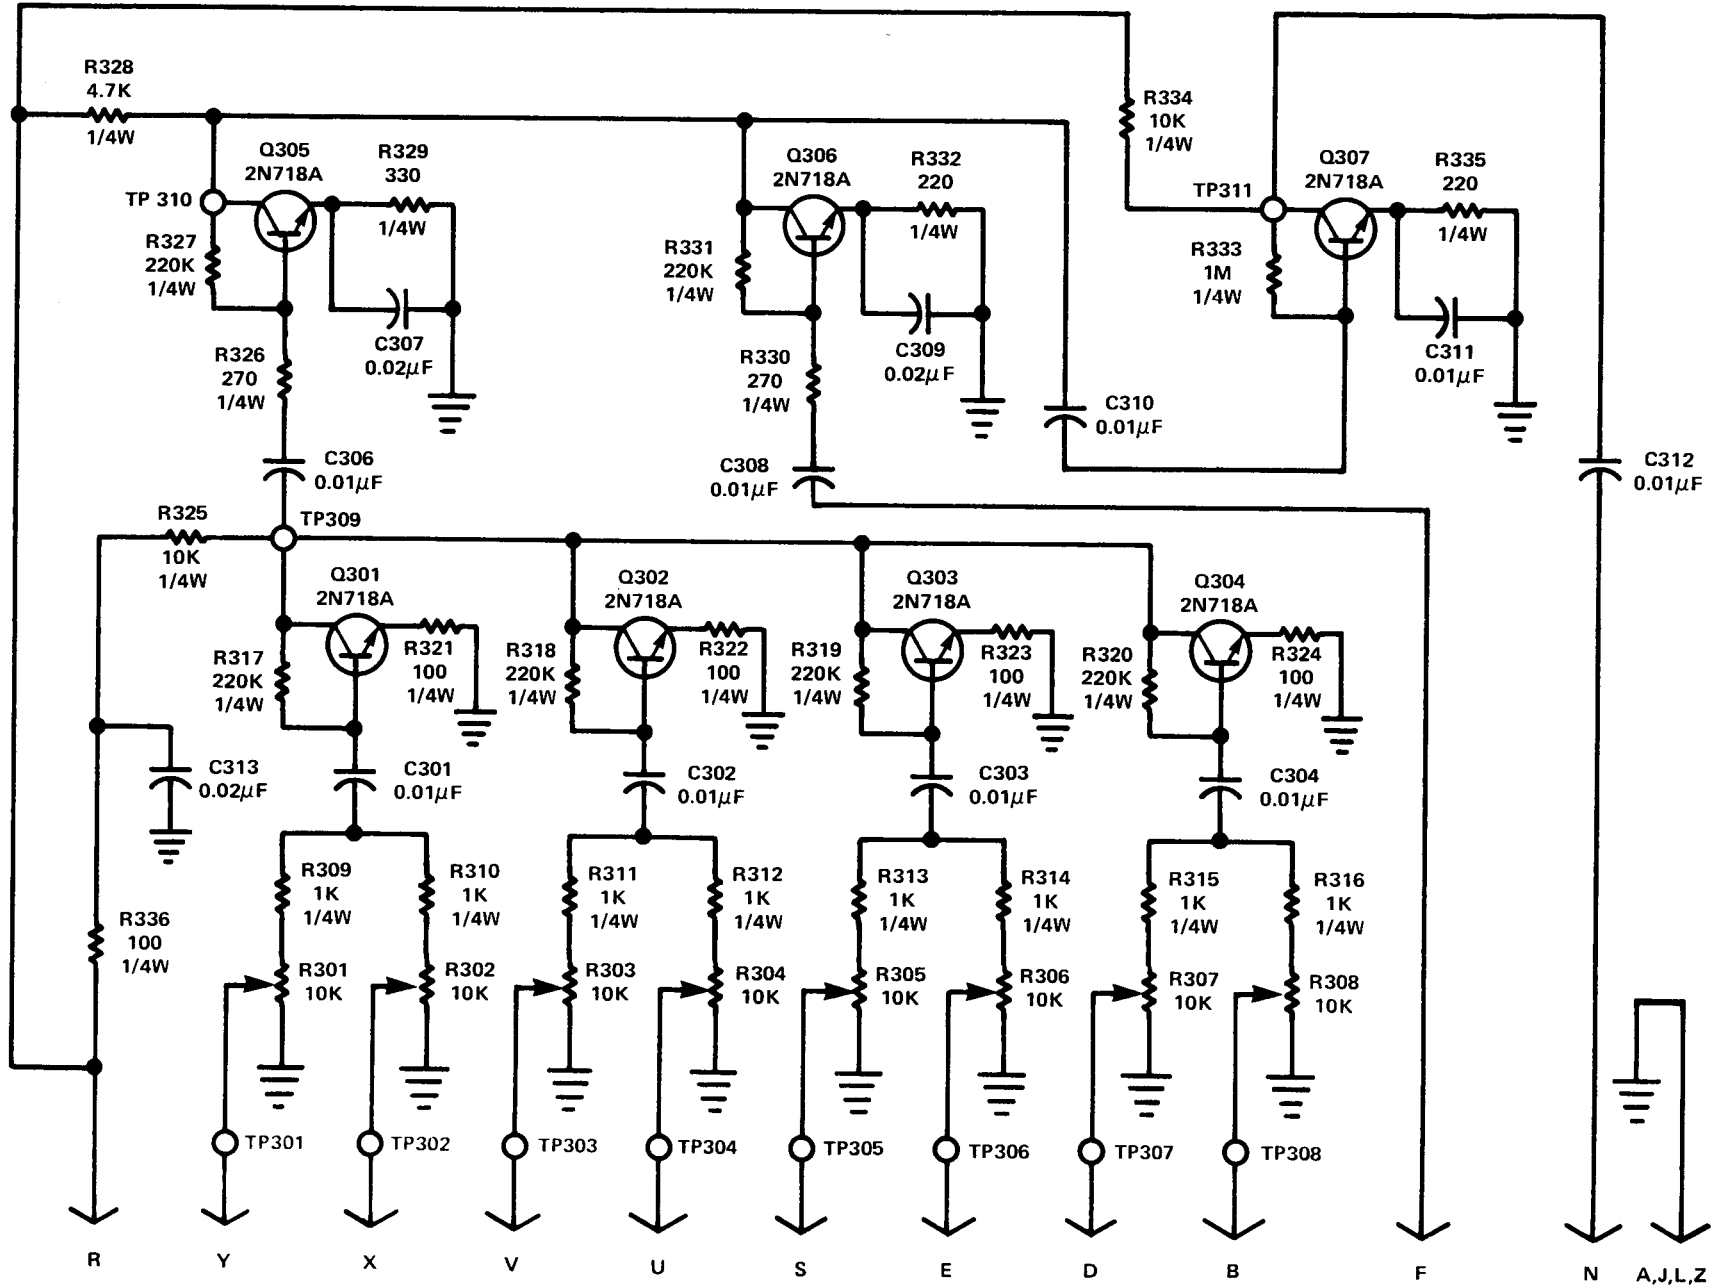 R328
4.7K
1/4W
TP 310
Q305
2N718A
R329
330
1/4W
R327
220K
1/4W
R326
270
1/4W
C307
0.02μF
C306
0.01μF
Q306
2N718A
R332
220
1/4W
R331
220K
1/4W
R330
270
1/4W
C309
0.02μF
C308
0.01μF
R334
10K
1/4W
C310
0.01μF
TP311
Q307
2N718A
R335
220
1/4W
R333
1M
1/4W
C311
0.01μF
C312
0.01μF
R325
10K
1/4W
TP309
Q301
2N718A
R317
220K
1/4W
R321
100
1/4W
C301
0.01μF
Q302
2N718A
R318
220K
1/4W
R322
100
1/4W
C302
0.01μF
Q303
2N718A
R319
220K
1/4W
R323
100
1/4W
C303
0.01μF
Q304
2N718A
R320
220K
1/4W
R324
100
1/4W
C304
0.01μF
C313
0.02μF
R336
100
1/4W
R309
1K
1/4W
R310
1K
1/4W
R311
1K
1/4W
R312
1K
1/4W
R313
1K
1/4W
R314
1K
1/4W
R315
1K
1/4W
R316
1K
1/4W
R301
10K
R302
10K
R303
10K
R304
10K
R305
10K
R306
10K
R307
10K
R308
10K
TP301
TP302
TP303
TP304
TP305
TP306
TP307
TP308
R
Y
X
V
U
S
E
D
B
F
N
A,J,L,Z